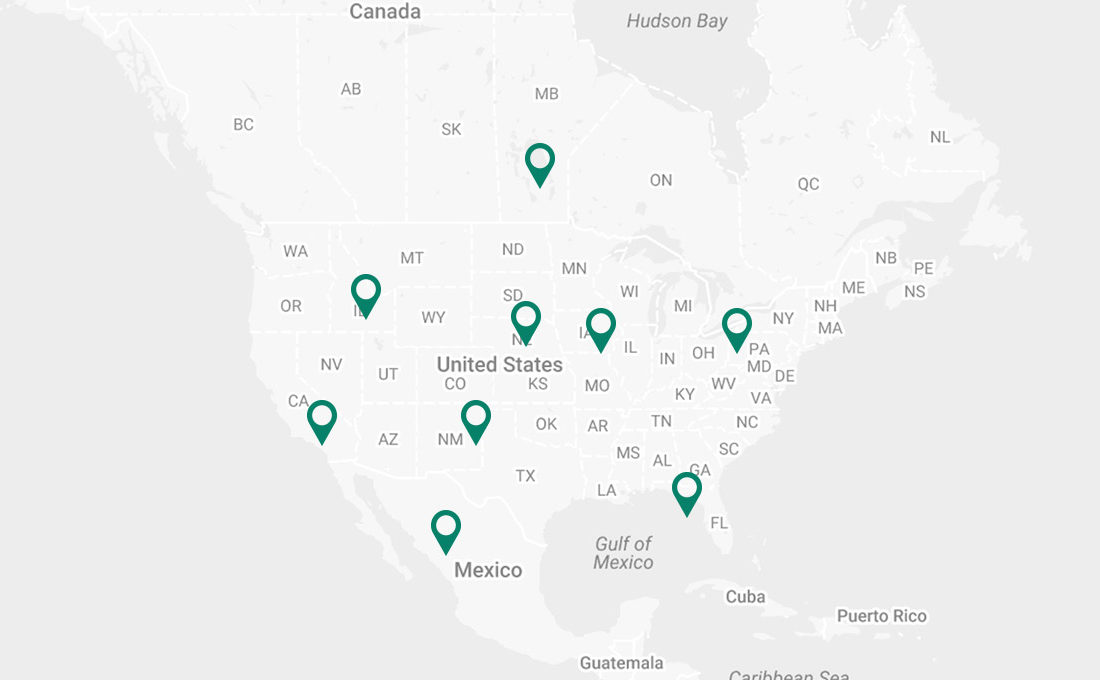 Canada
Hudson Bay
AB
MB
BC
SK
NL
ON
QC
WA
MT
ND
MN
NB
PE
NS
ME
OR
WY
SD
WI
MI
NH
NY
MA
IA
NV
UT
United States
CO
KS
MO
IL
IN
OH
PA
MD
DE
WV
KY
VA
CA
AZ
NM
OK
AR
TN
NC
SC
MS
AL
GA
TX
LA
FL
Gulf of
Mexico
Mexico
Cuba
Puerto Rico
Guatemala
Caribbean Sea